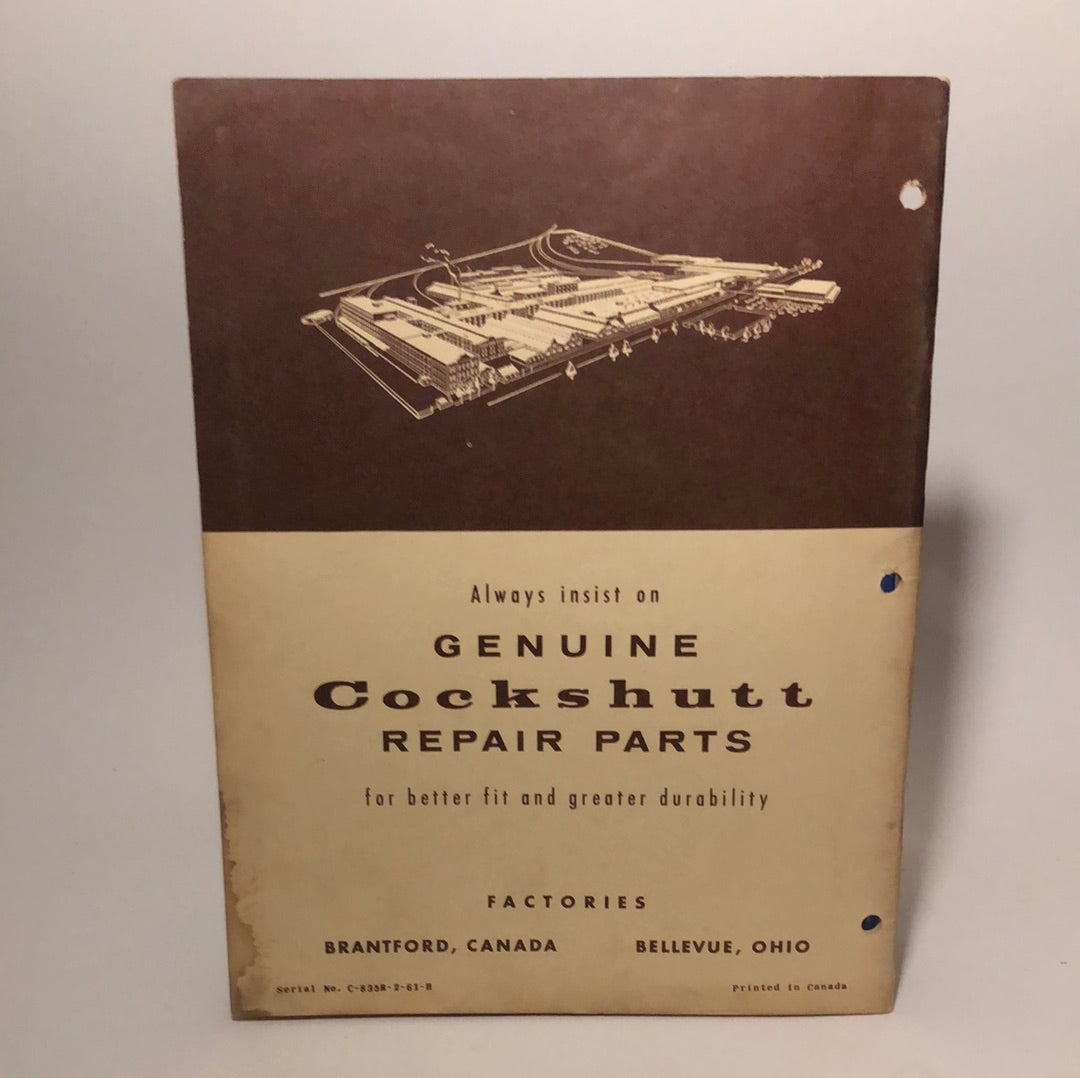 Always insist on
GENUINE
Cockshutt
REPAIR PARTS
for better fit and greater durability
FACTORIES
BRANTFORD, CANADA BELLEVUE, OHIO
Serial No. C-835R-2-61-H Printed in Canada